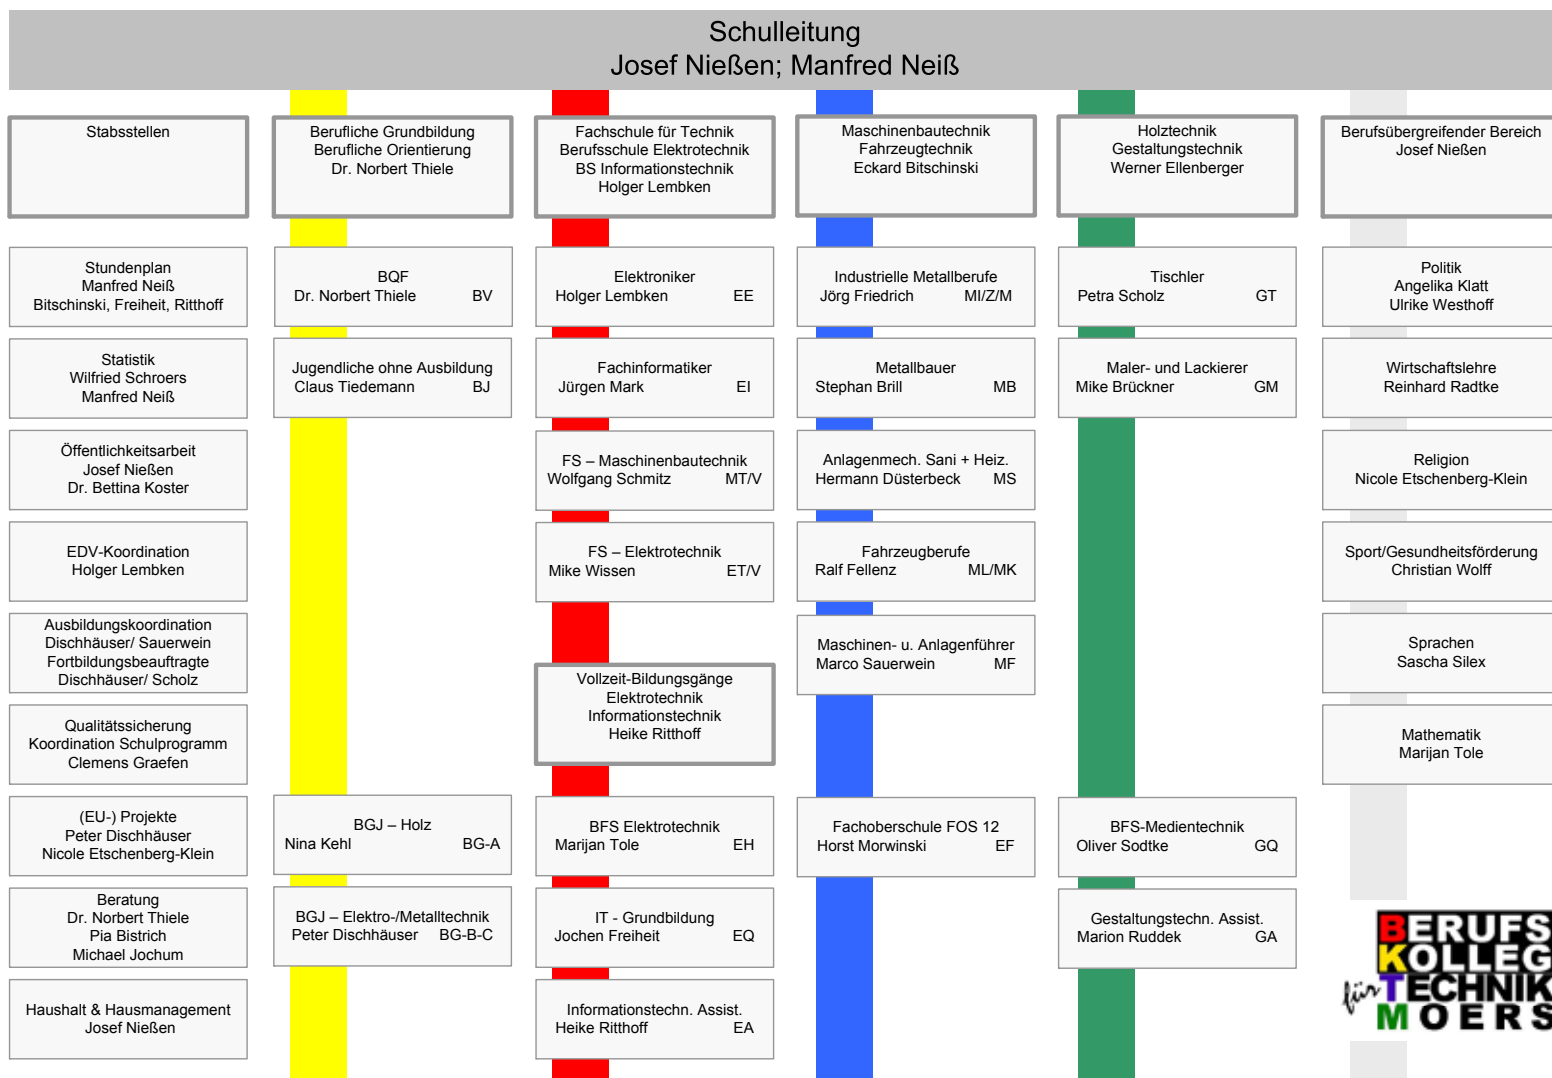 Schulleitung
Josef Nießen; Manfred Neiß
Stabsstellen
Berufliche Grundbildung
Berufliche Orientierung
Dr. Norbert Thiele
Fachschule für Technik
Berufsschule Elektrotechnik
BS Informationstechnik
Holger Lembken
Maschinenbautechnik
Fahrzeugtechnik
Eckard Bitschinski
Holztechnik
Gestaltungstechnik
Werner Ellenberger
Berufsübergreifender Bereich
Josef Nießen
Stundenplan
Manfred Neiß
Bitschinski, Freiheit, Ritthoff
BQF
Dr. Norbert Thiele BV
Elektroniker
Holger Lembken EE
Industrielle Metallberufe
Jörg Friedrich MI/Z/M
Tischler
Petra Scholz GT
Politik
Angelika Klatt
Ulrike Westhoff
Statistik
Wilfried Schroers
Manfred Neiß
Jugendliche ohne Ausbildung
Claus Tiedemann BJ
Fachinformatiker
Jürgen Mark EI
Metallbauer
Stephan Brill MB
Maler- und Lackierer
Mike Brückner GM
Wirtschaftslehre
Reinhard Radtke
Öffentlichkeitsarbeit
Josef Nießen
Dr. Bettina Koster
FS – Maschinenbautechnik
Wolfgang Schmitz MT/V
Anlagenmech. Sani + Heiz.
Hermann Düsterbeck MS
Religion
Nicole Etschenberg-Klein
EDV-Koordination
Holger Lembken
FS – Elektrotechnik
Mike Wissen ET/V
Fahrzeugberufe
Ralf Fellenz ML/MK
Sport/Gesundheitsförderung
Christian Wolff
Ausbildungskoordination
Dischhäuser/ Sauerwein
Fortbildungsbeauftragte
Dischhäuser/ Scholz
Maschinen- u. Anlagenführer
Marco Sauerwein MF
Sprachen
Sascha Silex
Vollzeit-Bildungsgänge
Elektrotechnik
Informationstechnik
Heike Ritthoff
Qualitätssicherung
Koordination Schulprogramm
Clemens Graefen
Mathematik
Marijan Tole
(EU-) Projekte
Peter Dischhäuser
Nicole Etschenberg-Klein
BGJ – Holz
Nina Kehl BG-A
BFS Elektrotechnik
Marijan Tole EH
Fachoberschule FOS 12
Horst Morwinski EF
BFS-Medientechnik
Oliver Sodtke GQ
Beratung
Dr. Norbert Thiele
Pia Bistrich
Michael Jochum
BGJ – Elektro-/Metalltechnik
Peter Dischhäuser BG-B-C
IT - Grundbildung
Jochen Freiheit EQ
Gestaltungstechn. Assist.
Marion Ruddek GA
Haushalt & Hausmanagement
Josef Nießen
Informationstechn. Assist.
Heike Ritthoff EA
BERUFS
KOLLEG
für TECHNIK
MOERS